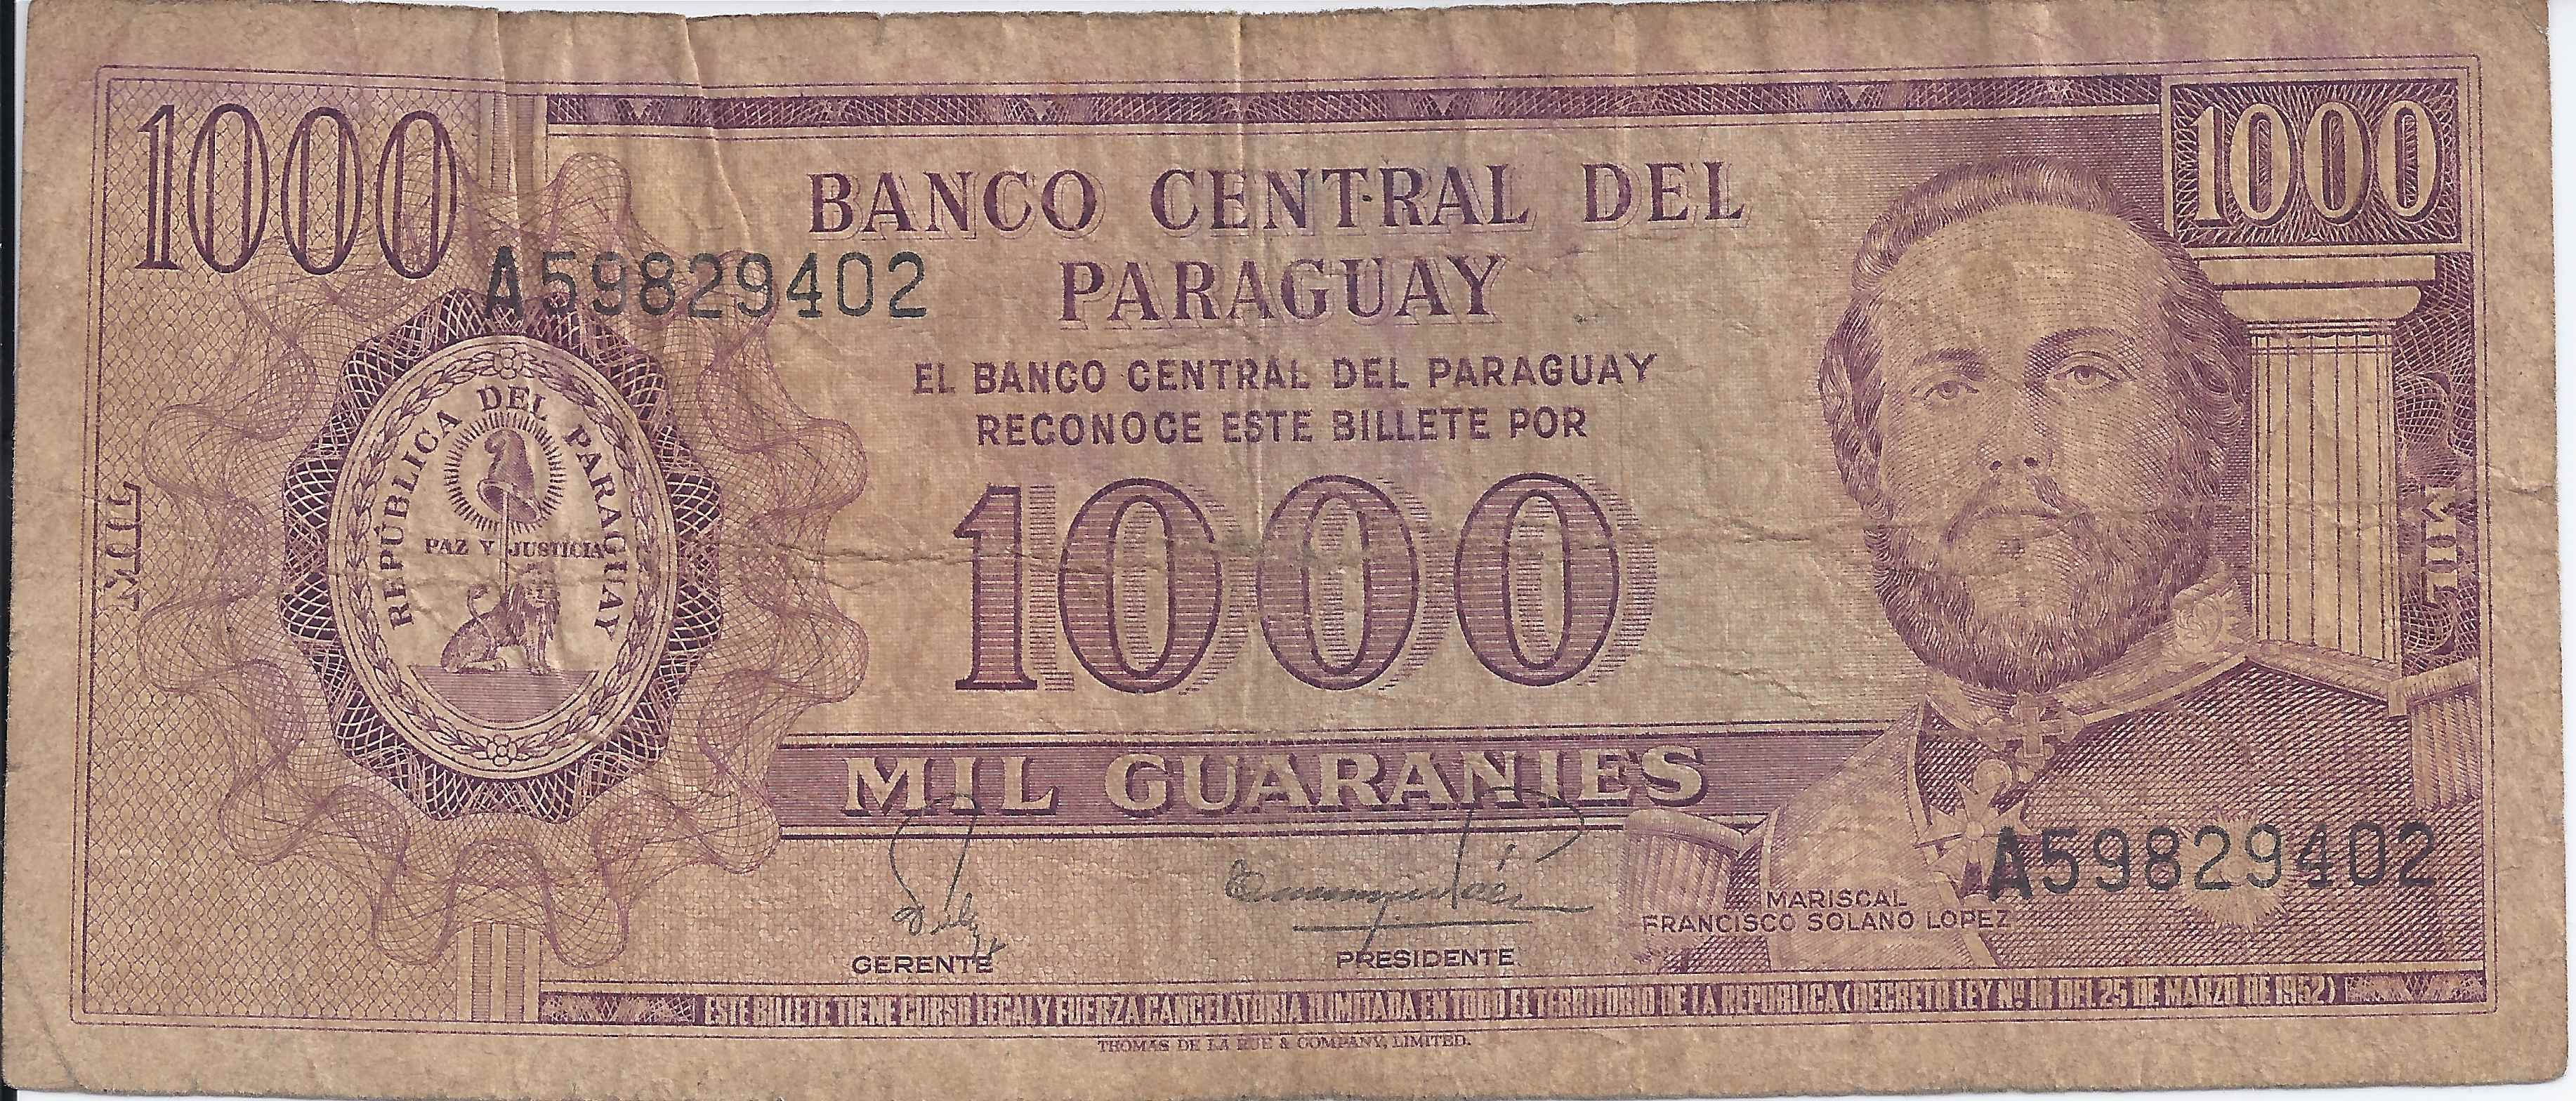 1000
1000
BANCO CENTRAL DEL
PARAGUAY
A59829402
EL BANCO CENTRAL DEL PARAGUAY
RECONOCE ESTE BILLETE POR
1000
REPÚBLICA DEL PARAGUAY
PAZ Y JUSTICIA
MIL
MIL
MIL GUARANIES
A59829402
MARISCAL
FRANCISCO SOLANO LOPEZ
GERENTE
PRESIDENTE
ESTE BILLETE TIENE CURSO LEGAL Y FUERZA CANCELATORIA ILIMITADA EN TODO EL TERRITORIO DE LA REPUBLICA (DECRETO LEY Nº 18 DEL 25 DE MARZO DE 1952)
THOMAS DE LA RUE & COMPANY, LIMITED.